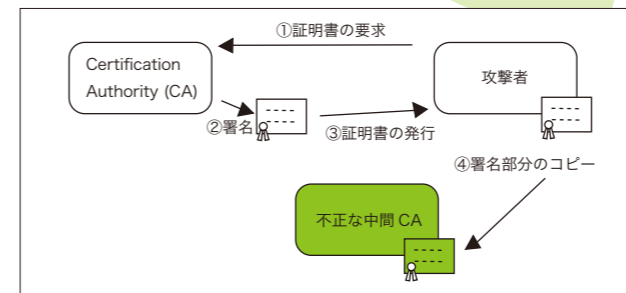 ①証明書の要求
Certification
Authority (CA)
攻撃者
②署名
③証明書の発行
④署名部分のコピー
不正な中間 CA